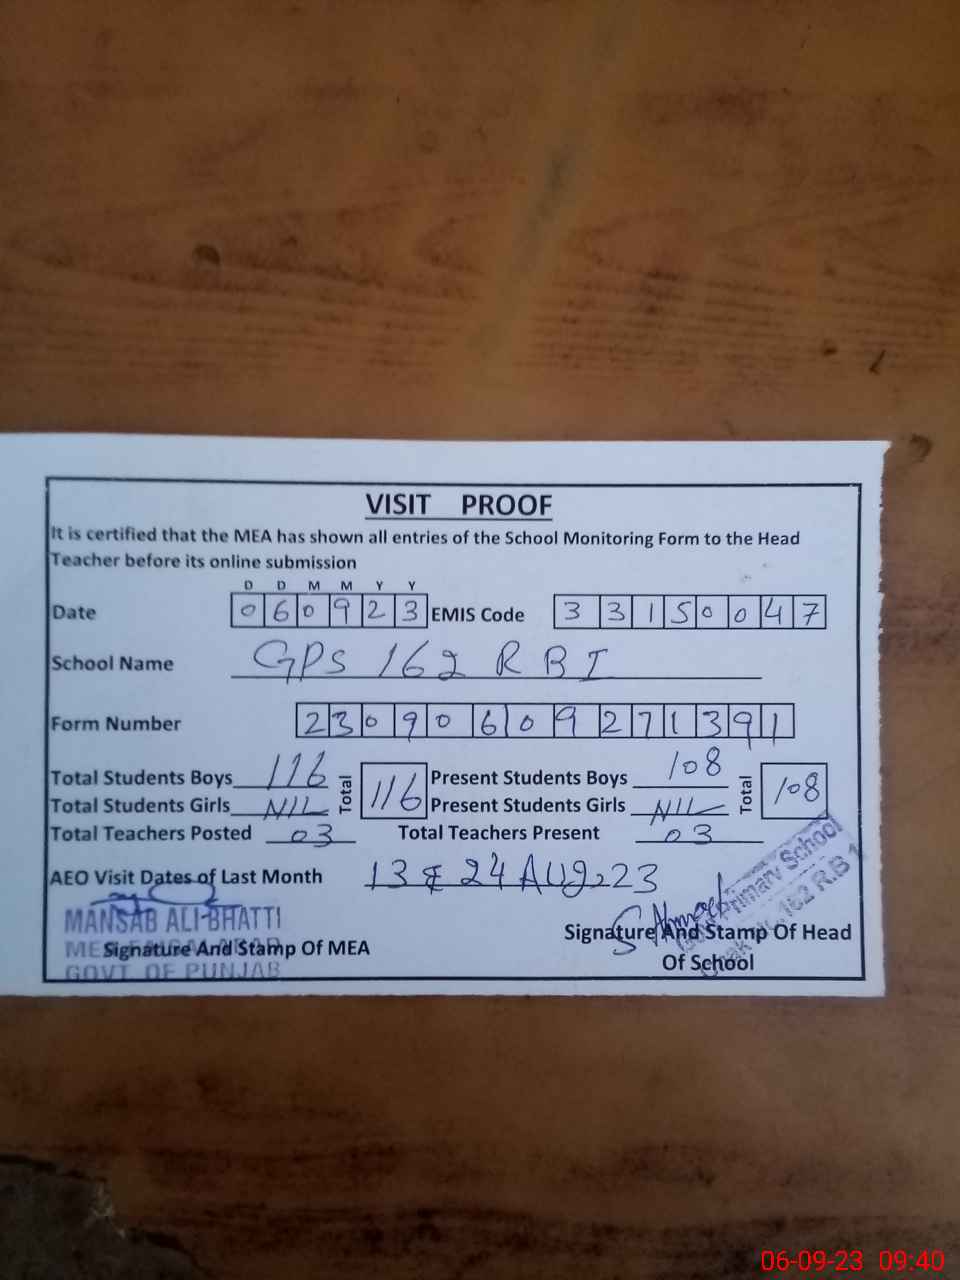 VISIT PROOF
It is certified that the MEA has shown all entries of the School Monitoring Form to the Head
Teacher before its online submission
D D M M Y Y
Date 0 6 0 9 2 3 EMIS Code 3 3 1 5 0 0 4 7
School Name GPS 162 R B I
Form Number 2 3 0 9 0 6 0 9 2 7 1 3 9 1
Total Students Boys 116 Total 116 Present Students Boys 108 Total 108
Total Students Girls NIL Present Students Girls NIL
Total Teachers Posted 03 Total Teachers Present 03
AEO Visit Dates of Last Month 13 & 24 AUG, 23
MANSAB ALI BHATTI
Signature And Stamp Of MEA
GOVT. OF PUNJAB
Primary School
162 R.B
Signature And Stamp Of Head
Of School
06-09-23 09:40